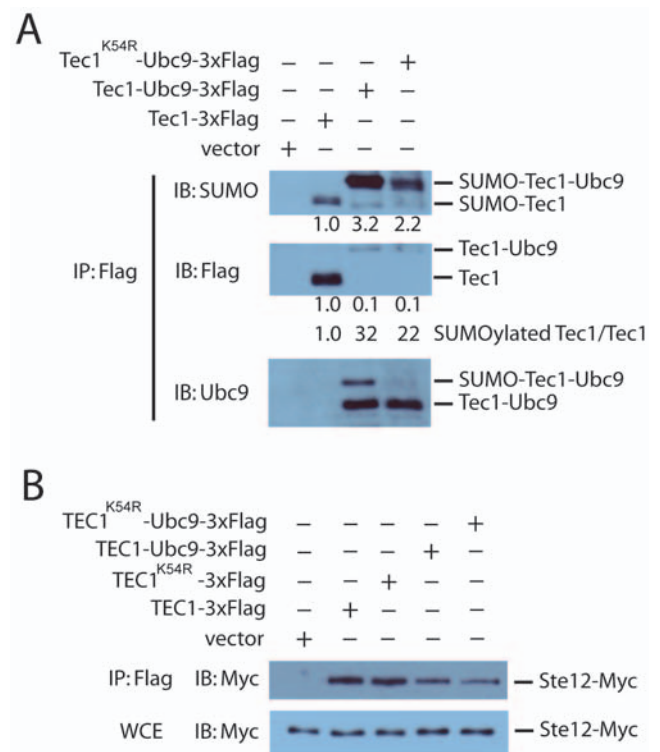 A
Tec1K54R-Ubc9-3xFlag – – – +
Tec1-Ubc9-3xFlag – – + –
Tec1-3xFlag – + – –
vector + – – –
IP: Flag
IB: SUMO
SUMO-Tec1-Ubc9
SUMO-Tec1
1.0 3.2 2.2
IB: Flag
Tec1-Ubc9
Tec1
1.0 0.1 0.1
1.0 32 22 SUMOylated Tec1/Tec1
IB: Ubc9
SUMO-Tec1-Ubc9
Tec1-Ubc9
B
TEC1K54R-Ubc9-3xFlag – – – – +
TEC1-Ubc9-3xFlag – – – + –
TEC1K54R-3xFlag – – + – –
TEC1-3xFlag – + – – –
vector + – – – –
IP: Flag IB: Myc Ste12-Myc
WCE IB: Myc Ste12-Myc